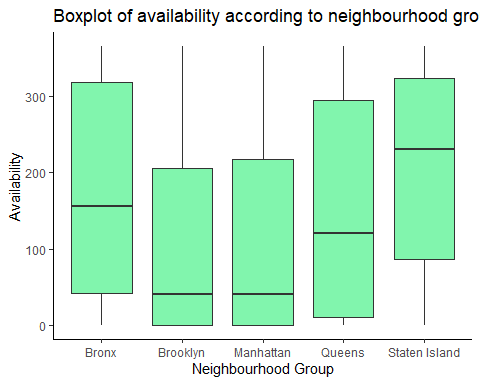 Boxplot of availability according to neighbourhood gro
Availability
300
200
100
0
Bronx Brooklyn Manhattan Queens Staten Island
Neighbourhood Group